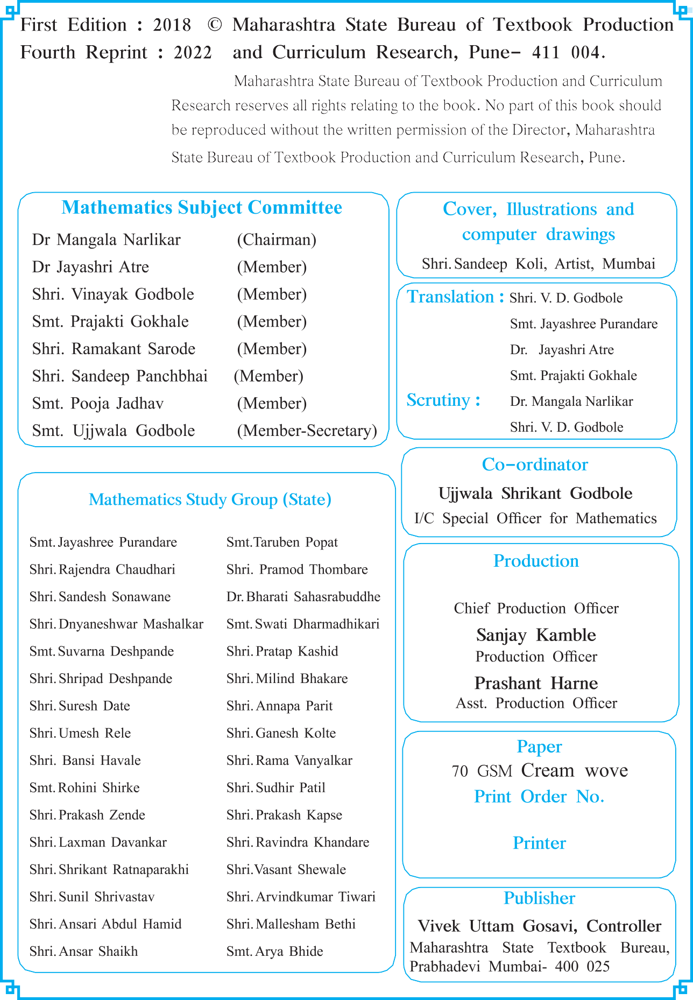 First Edition : 2018 © Maharashtra State Bureau of Textbook Production
Fourth Reprint : 2022 and Curriculum Research, Pune- 411 004.
Maharashtra State Bureau of Textbook Production and Curriculum
Research reserves all rights relating to the book. No part of this book should
be reproduced without the written permission of the Director, Maharashtra
State Bureau of Textbook Production and Curriculum Research, Pune.
Mathematics Subject Committee
Dr Mangala Narlikar (Chairman)
Dr Jayashri Atre (Member)
Shri. Vinayak Godbole (Member)
Smt. Prajakti Gokhale (Member)
Shri. Ramakant Sarode (Member)
Shri. Sandeep Panchbhai (Member)
Smt. Pooja Jadhav (Member)
Smt. Ujjwala Godbole (Member-Secretary)
Mathematics Study Group (State)
Smt. Jayashree Purandare Smt. Taruben Popat
Shri. Rajendra Chaudhari Shri. Pramod Thombare
Shri. Sandesh Sonawane Dr. Bharati Sahasrabuddhe
Shri. Dnyaneshwar Mashalkar Smt. Swati Dharmadhikari
Smt. Suvarna Deshpande Shri. Pratap Kashid
Shri. Shripad Deshpande Shri. Milind Bhakare
Shri. Suresh Date Shri. Annapa Parit
Shri. Umesh Rele Shri. Ganesh Kolte
Shri. Bansi Havale Shri. Rama Vanyalkar
Smt. Rohini Shirke Shri. Sudhir Patil
Shri. Prakash Zende Shri. Prakash Kapse
Shri. Laxman Davankar Shri. Ravindra Khandare
Shri. Shrikant Ratnaparakhi Shri. Vasant Shewale
Shri. Sunil Shrivastav Shri. Arvindkumar Tiwari
Shri. Ansari Abdul Hamid Shri. Mallesham Bethi
Shri. Ansar Shaikh Smt. Arya Bhide
Cover, Illustrations and
computer drawings
Shri. Sandeep Koli, Artist, Mumbai
Translation : Shri. V. D. Godbole
Smt. Jayashree Purandare
Dr. Jayashri Atre
Smt. Prajakti Gokhale
Scrutiny : Dr. Mangala Narlikar
Shri. V. D. Godbole
Co-ordinator
Ujjwala Shrikant Godbole
I/C Special Officer for Mathematics
Production
Chief Production Officer
Sanjay Kamble
Production Officer
Prashant Harne
Asst. Production Officer
Paper
70 GSM Cream wove
Print Order No.
Printer
Publisher
Vivek Uttam Gosavi, Controller
Maharashtra State Textbook Bureau,
Prabhadevi Mumbai- 400 025